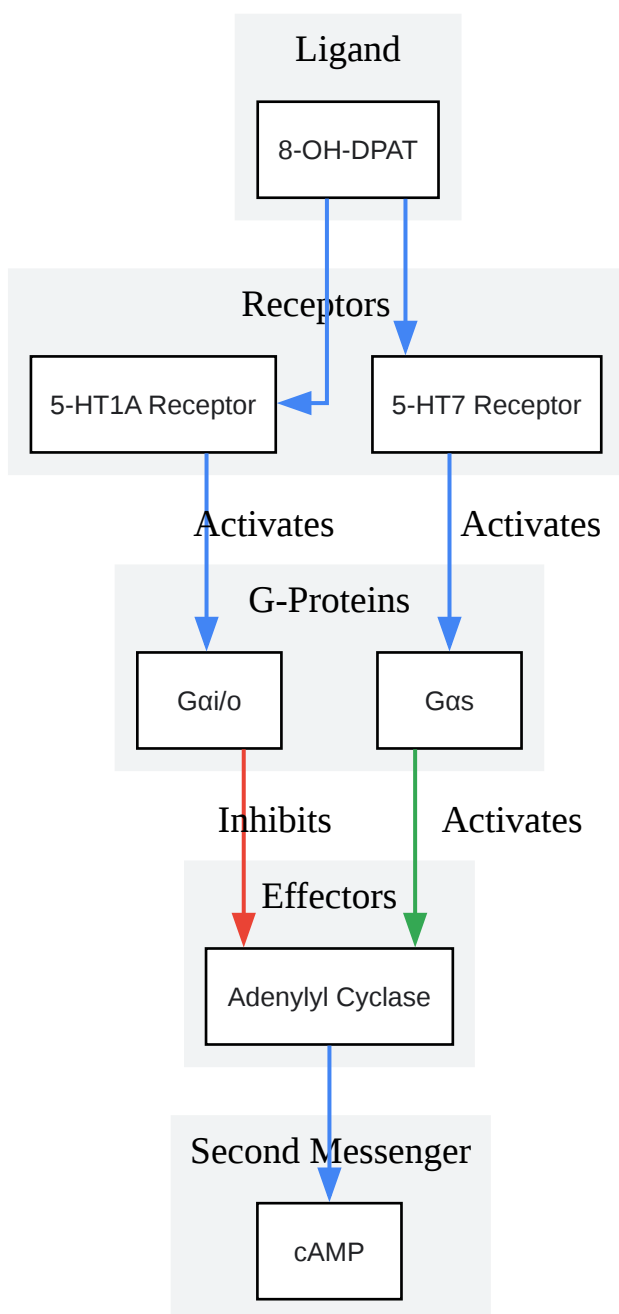 Ligand
8-OH-DPAT
Receptors
5-HT1A Receptor
5-HT7 Receptor
Activates
Activates
G-Proteins
Gαi/o
Gαs
Inhibits
Activates
Effectors
Adenylyl Cyclase
Second Messenger
cAMP